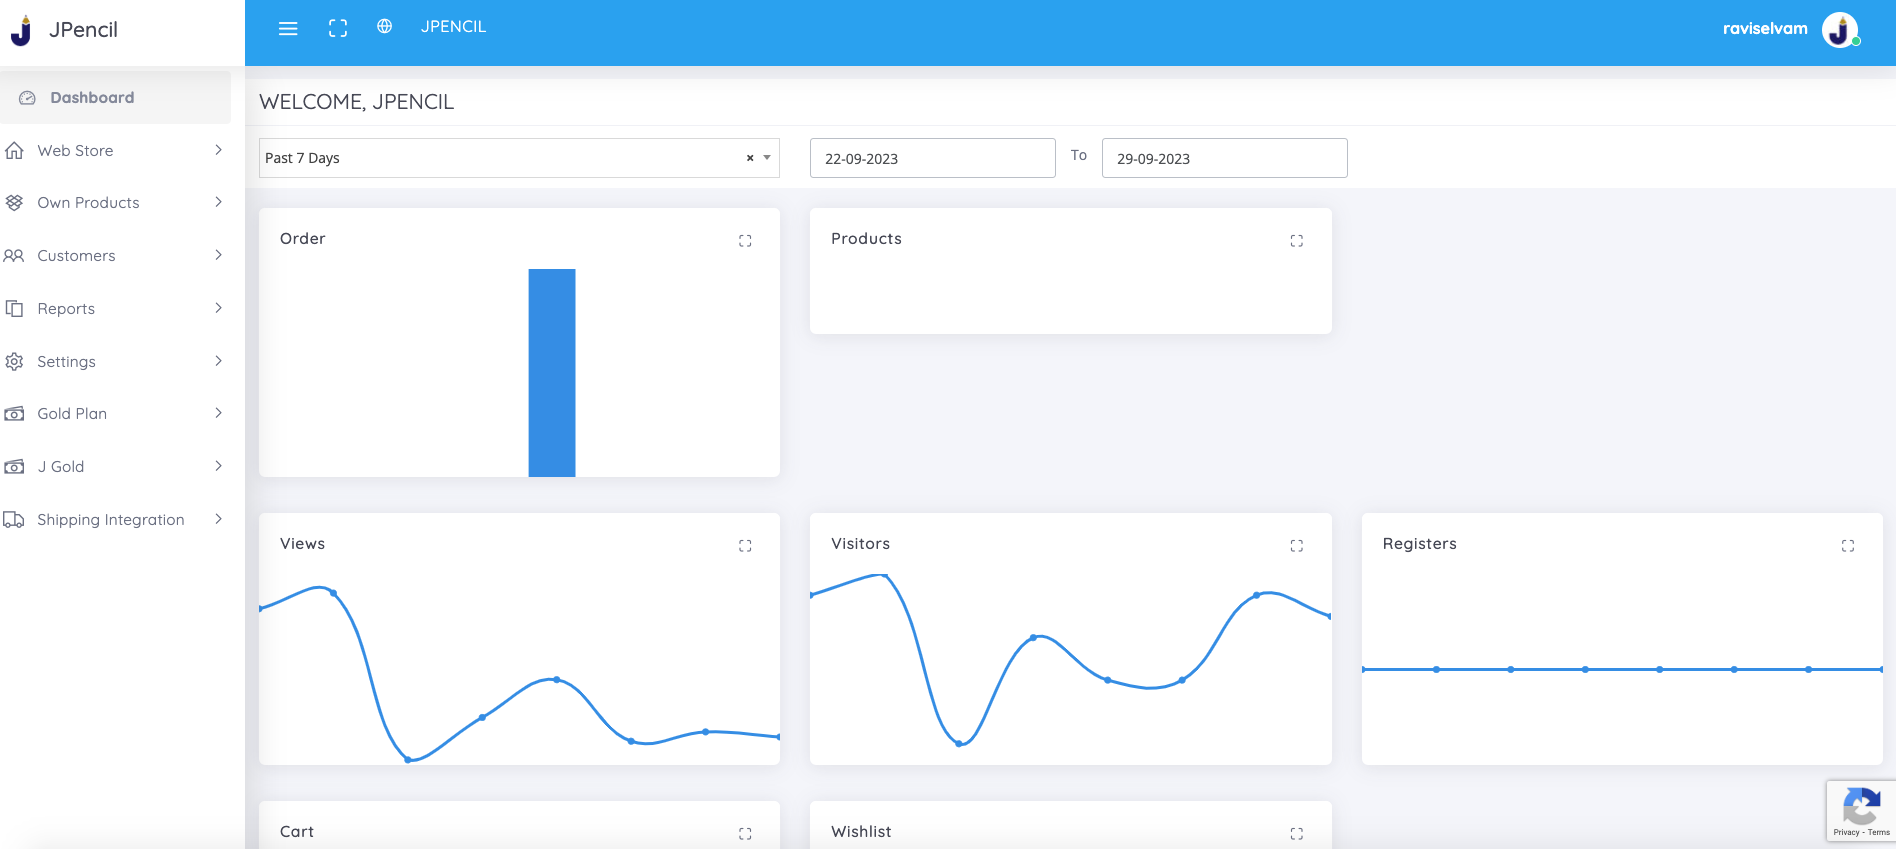 JPencil
JPENCIL
raviselvam
Dashboard
Web Store
Own Products
Customers
Reports
Settings
Gold Plan
J Gold
Shipping Integration
WELCOME, JPENCIL
Past 7 Days
×
22-09-2023
To
29-09-2023
Order
Products
Views
Visitors
Registers
Cart
Wishlist
Privacy - Terms